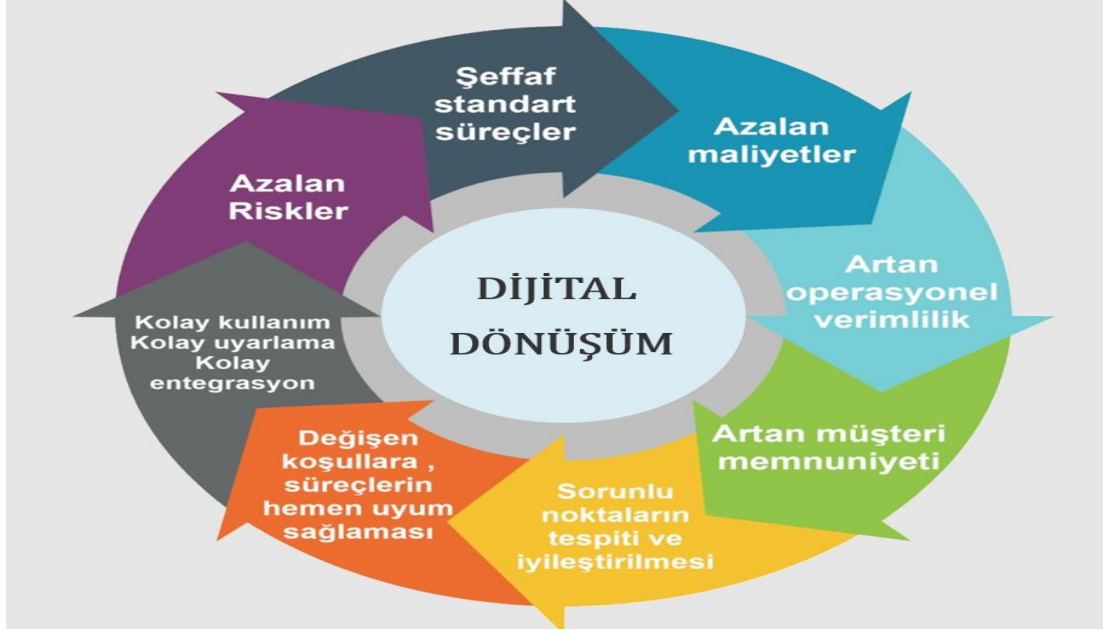 Şeffaf
standart
süreçler
Azalan
maliyetler
Artan
operasyonel
verimlilik
Artan müşteri
memnuniyeti
Sorunlu
noktaların
tespiti ve
iyileştirilmesi
Değişen
koşullara ,
süreçlerin
hemen uyum
sağlaması
Kolay kullanım
Kolay uyarlama
Kolay
entegrasyon
Azalan
Riskler
DİJİTAL
DÖNÜŞÜM